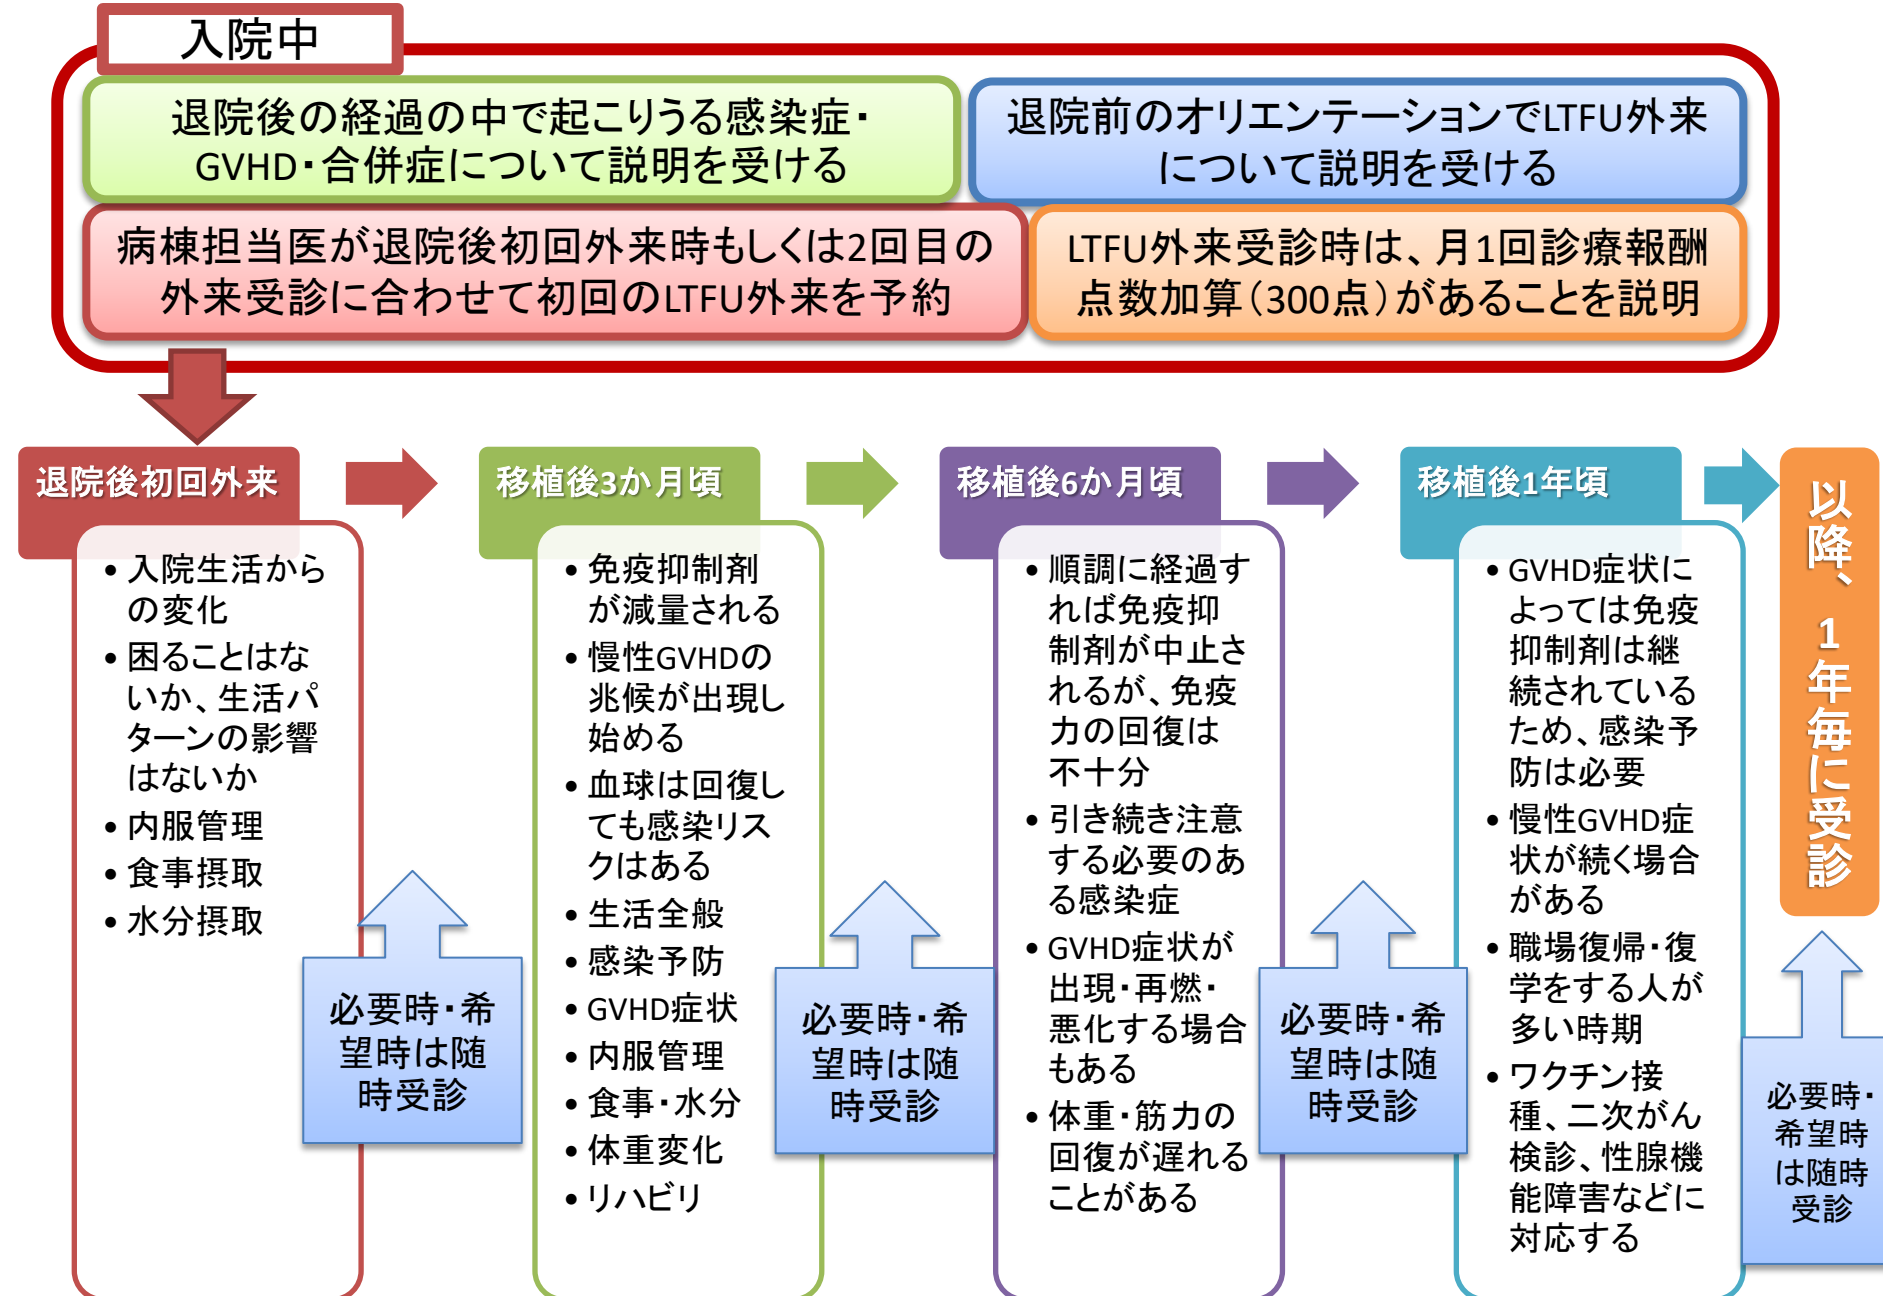 入院中
退院後の経過の中で起こりうる感染症・
GVHD・合併症について説明を受ける
退院前のオリエンテーションでLTFU外来
について説明を受ける
病棟担当医が退院後初回外来時もしくは2回目の
外来受診に合わせて初回のLTFU外来を予約
LTFU外来受診時は、月1回診療報酬
点数加算（300点）があることを説明
退院後初回外来
• 入院生活から
の変化
• 困ることはな
いか、生活パ
ターンの影響
はないか
• 内服管理
• 食事摂取
• 水分摂取
必要時・希
望時は随
時受診
移植後3か月頃
• 免疫抑制剤
が減量される
• 慢性GVHDの
兆候が出現し
始める
• 血球は回復し
ても感染リス
クはある
• 生活全般
• 感染予防
• GVHD症状
• 内服管理
• 食事・水分
• 体重変化
• リハビリ
必要時・希
望時は随
時受診
移植後6か月頃
• 順調に経過す
れば免疫抑
制剤が中止さ
れるが、免疫
力の回復は
不十分
• 引き続き注意
する必要のあ
る感染症
• GVHD症状が
出現・再燃・
悪化する場合
もある
• 体重・筋力の
回復が遅れる
ことがある
必要時・希
望時は随
時受診
移植後1年頃
• GVHD症状に
よっては免疫
抑制剤は継
続されている
ため、感染予
防は必要
• 慢性GVHD症
状が続く場合
がある
• 職場復帰・復
学をする人が
多い時期
• ワクチン接
種、二次がん
検診、性腺機
能障害などに
対応する
以降、1年毎に受診
必要時・
希望時
は随時
受診